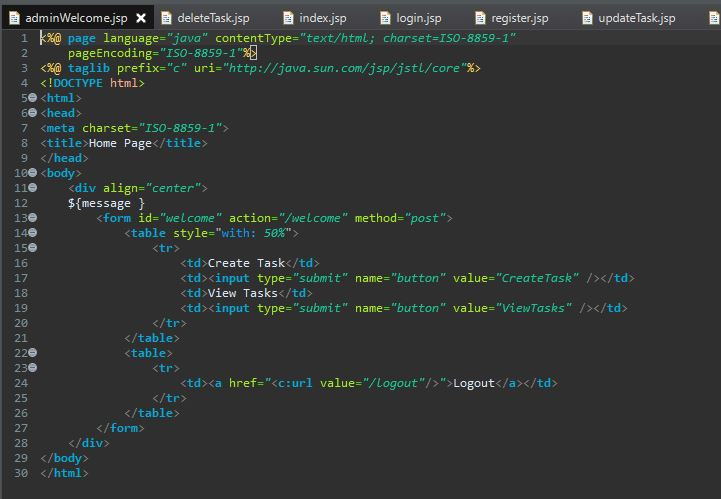 adminWelcome.jsp deleteTask.jsp index.jsp login.jsp register.jsp updateTask.jsp
1 <%@ page language="java" contentType="text/html; charset=ISO-8859-1"
2 pageEncoding="ISO-8859-1"%>
3 <%@ taglib prefix="c" uri="http://java.sun.com/jsp/jstl/core"%>
4 <!DOCTYPE html>
5 <html>
6 <head>
7 <meta charset="ISO-8859-1">
8 <title>Home Page</title>
9 </head>
10 <body>
11 <div align="center">
12 ${message }
13 <form id="welcome" action="/welcome" method="post">
14 <table style="with: 50%">
15 <tr>
16 <td>Create Task</td>
17 <td><input type="submit" name="button" value="CreateTask" /></td>
18 <td>View Tasks</td>
19 <td><input type="submit" name="button" value="ViewTasks" /></td>
20 </tr>
21 </table>
22 <table>
23 <tr>
24 <td><a href="<c:url value="/logout"/>">Logout</a></td>
25 </tr>
26 </table>
27 </form>
28 </div>
29 </body>
30 </html>